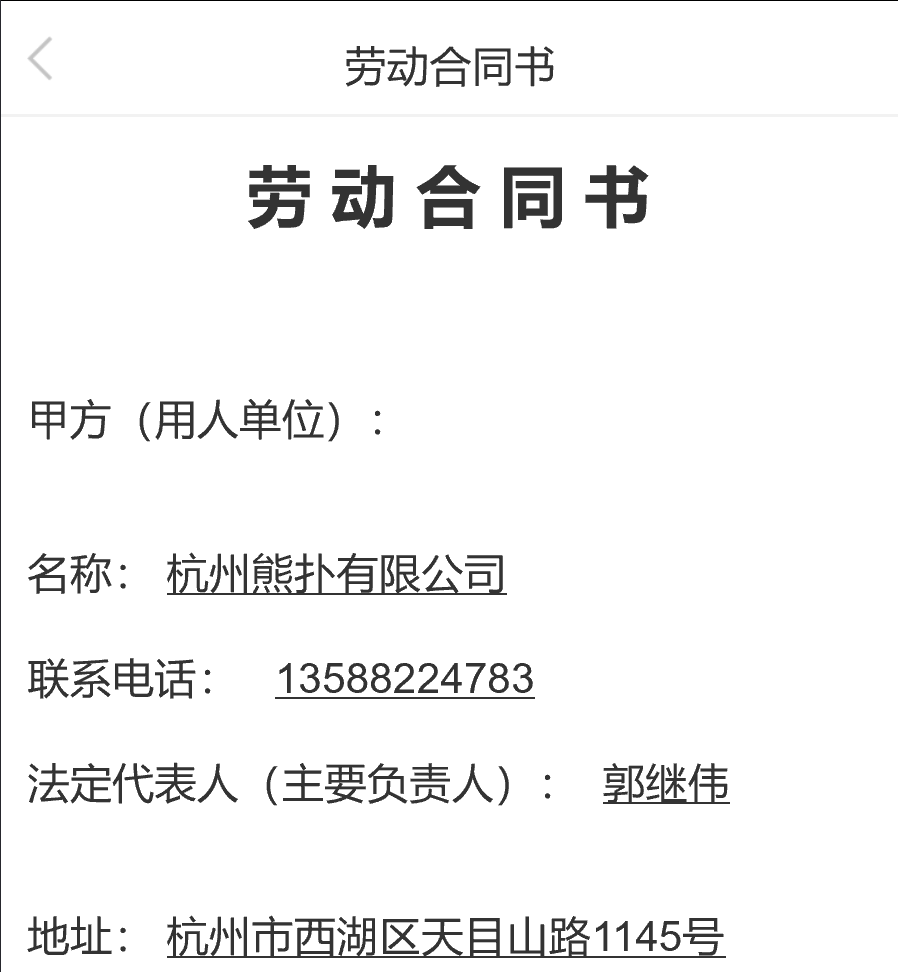 劳动合同书
劳动合同书
甲方（用人单位）：
名称： 杭州熊扑有限公司
联系电话： 13588224783
法定代表人（主要负责人）： 郭继伟
地址： 杭州市西湖区天目山路1145号